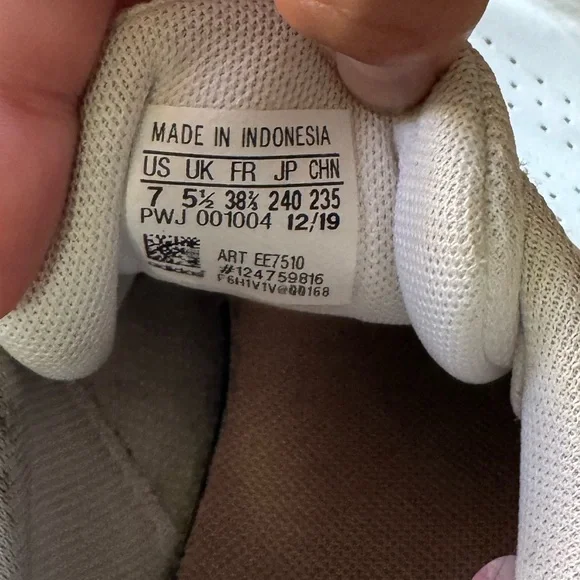 MADE IN INDONESIA
US UK FR JP CHN
7 5½ 38⅔ 240 235
PWJ 001004 12/19
ART EE7510
#124759816
F6H1V1V@00168